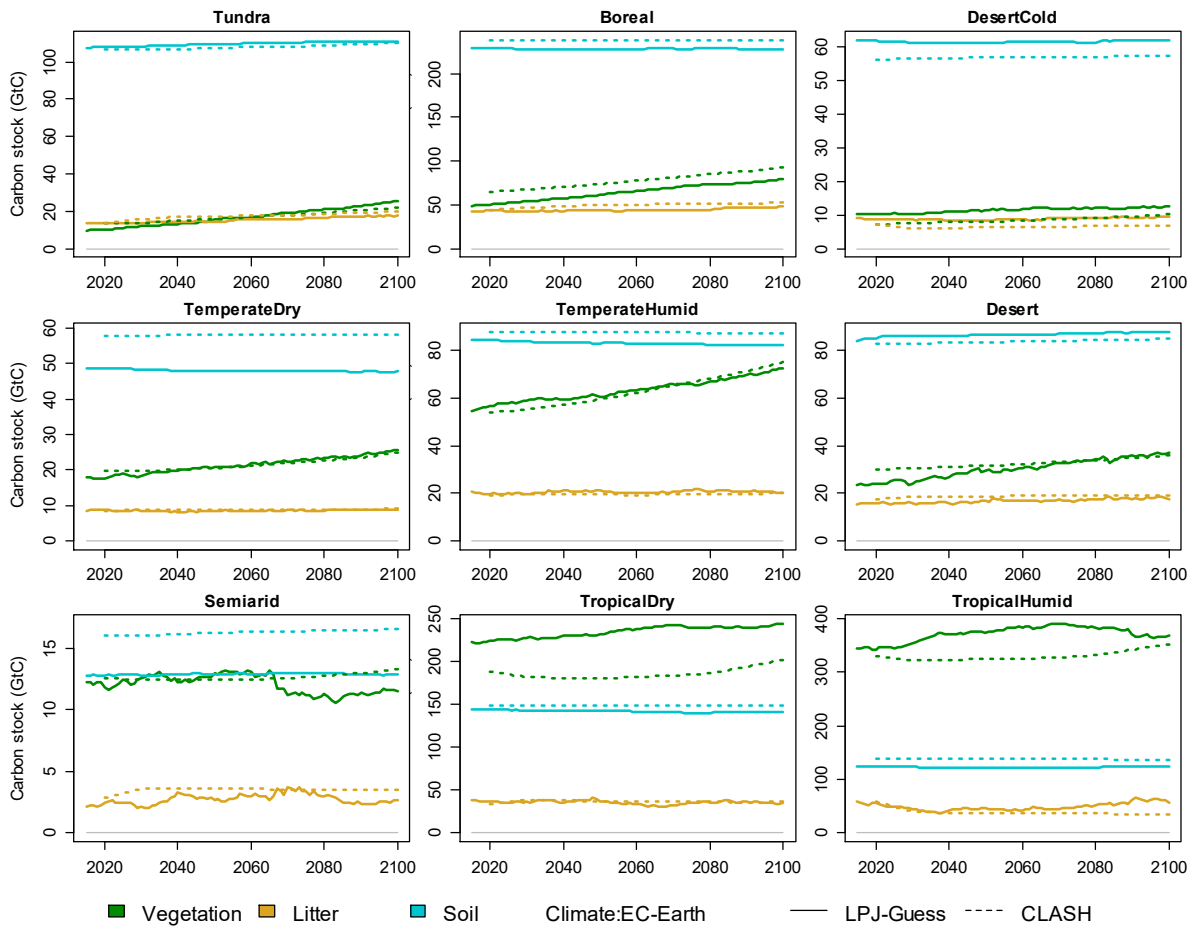 Tundra
Boreal
DesertCold
Carbon stock (GtC)
0 20 40 60 80 100
0 50 100 150 200
0 10 20 30 40 50 60
2020 2040 2060 2080 2100
2020 2040 2060 2080 2100
2020 2040 2060 2080 2100
TemperateDry
TemperateHumid
Desert
Carbon stock (GtC)
0 10 20 30 40 50 60
0 20 40 60 80
0 20 40 60 80
2020 2040 2060 2080 2100
2020 2040 2060 2080 2100
2020 2040 2060 2080 2100
Semiarid
TropicalDry
TropicalHumid
Carbon stock (GtC)
0 5 10 15
0 50 100 150 200 250
0 100 200 300 400
2020 2040 2060 2080 2100
2020 2040 2060 2080 2100
2020 2040 2060 2080 2100
Vegetation Litter Soil Climate:EC-Earth LPJ-Guess CLASH